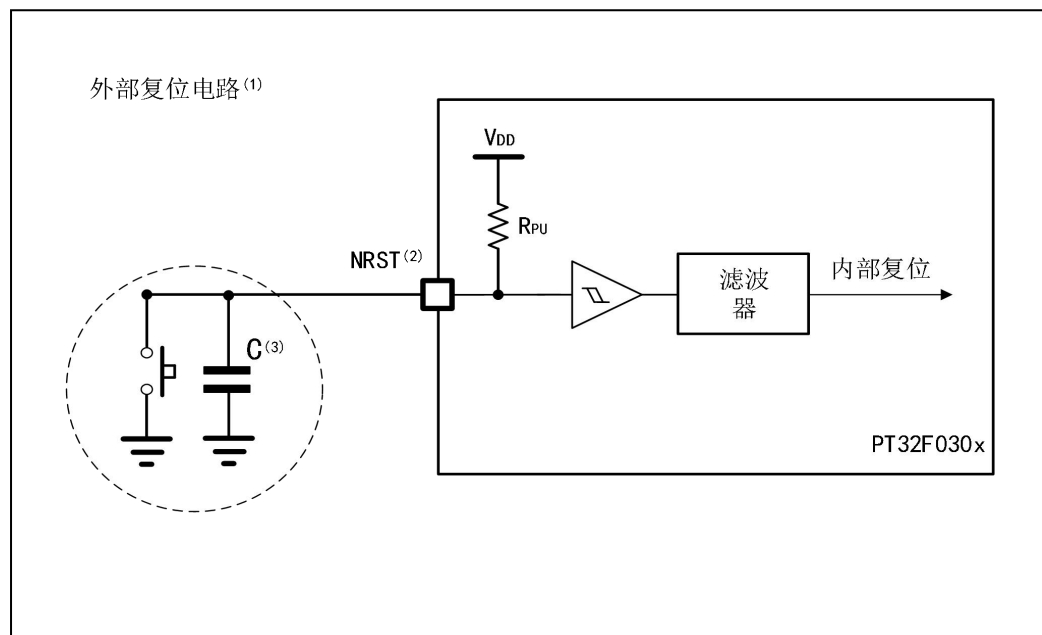 外部复位电路(1)
VDD
RPU
NRST(2)
滤波
器
内部复位
C(3)
PT32F030x